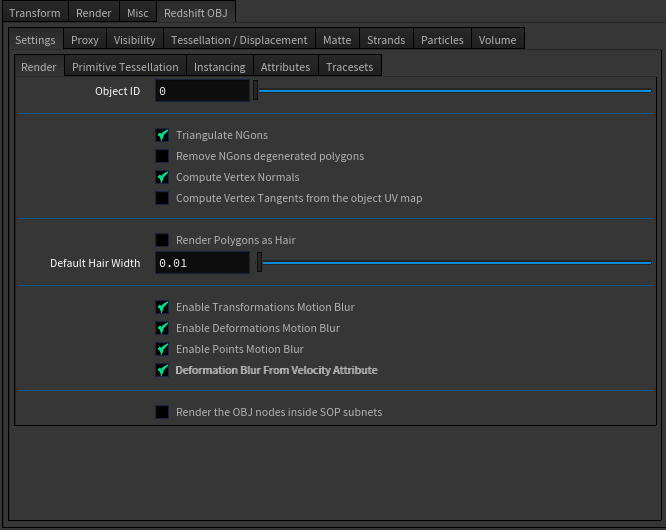 Transform Render Misc Redshift OBJ
Settings Proxy Visibility Tessellation / Displacement Matte Strands Particles Volume
Render Primitive Tessellation Instancing Attributes Tracesets
Object ID 0
Triangulate NGons
Remove NGons degenerated polygons
Compute Vertex Normals
Compute Vertex Tangents from the object UV map
Render Polygons as Hair
Default Hair Width 0.01
Enable Transformations Motion Blur
Enable Deformations Motion Blur
Enable Points Motion Blur
Deformation Blur From Velocity Attribute
Render the OBJ nodes inside SOP subnets